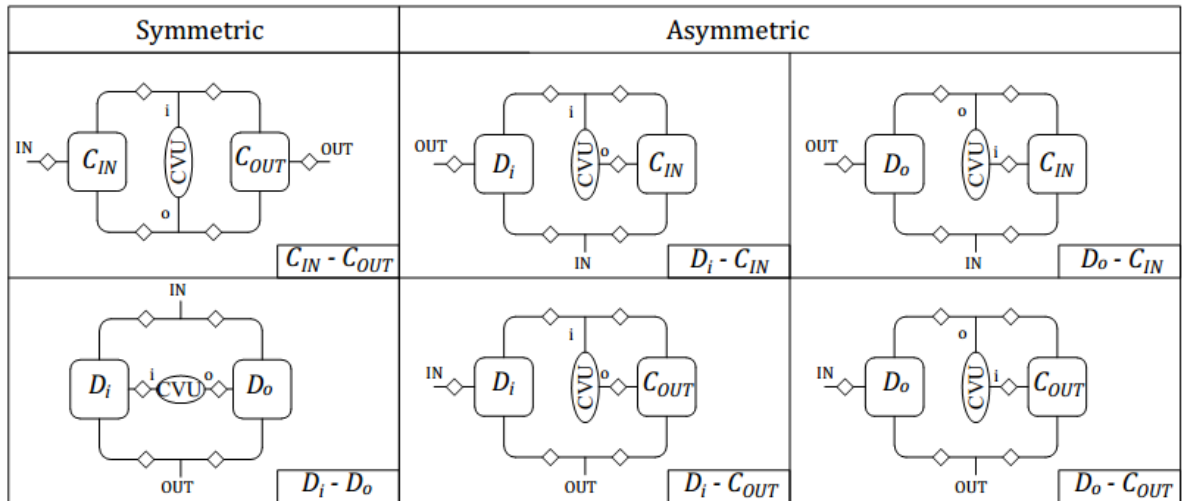 Symmetric
Asymmetric
i
IN
C_IN
CVU
C_OUT
OUT
o
C_IN - C_OUT
i
OUT
D_i
CVU
o
C_IN
IN
D_i - C_IN
o
OUT
D_o
CVU
i
C_IN
IN
D_o - C_IN
IN
D_i
i
CVU
o
D_o
OUT
D_i - D_o
i
IN
D_i
CVU
o
C_OUT
OUT
D_i - C_OUT
o
IN
D_o
CVU
i
C_OUT
OUT
D_o - C_OUT